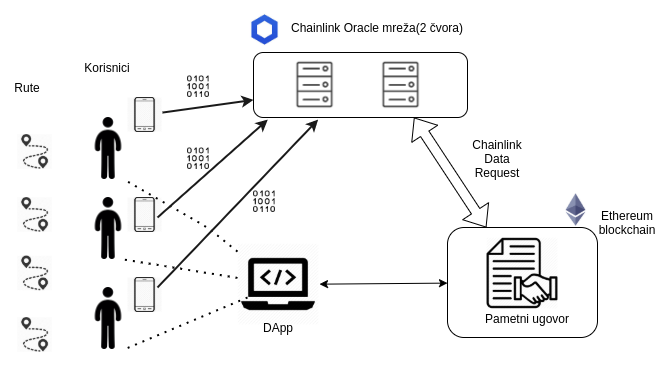 Chainlink Oracle mreža(2 čvora)
Korisnici
Rute
0101
1001
0110
0101
1001
0110
0101
1001
0110
Chainlink
Data
Request
Ethereum
blockchain
</>
DApp
Pametni ugovor